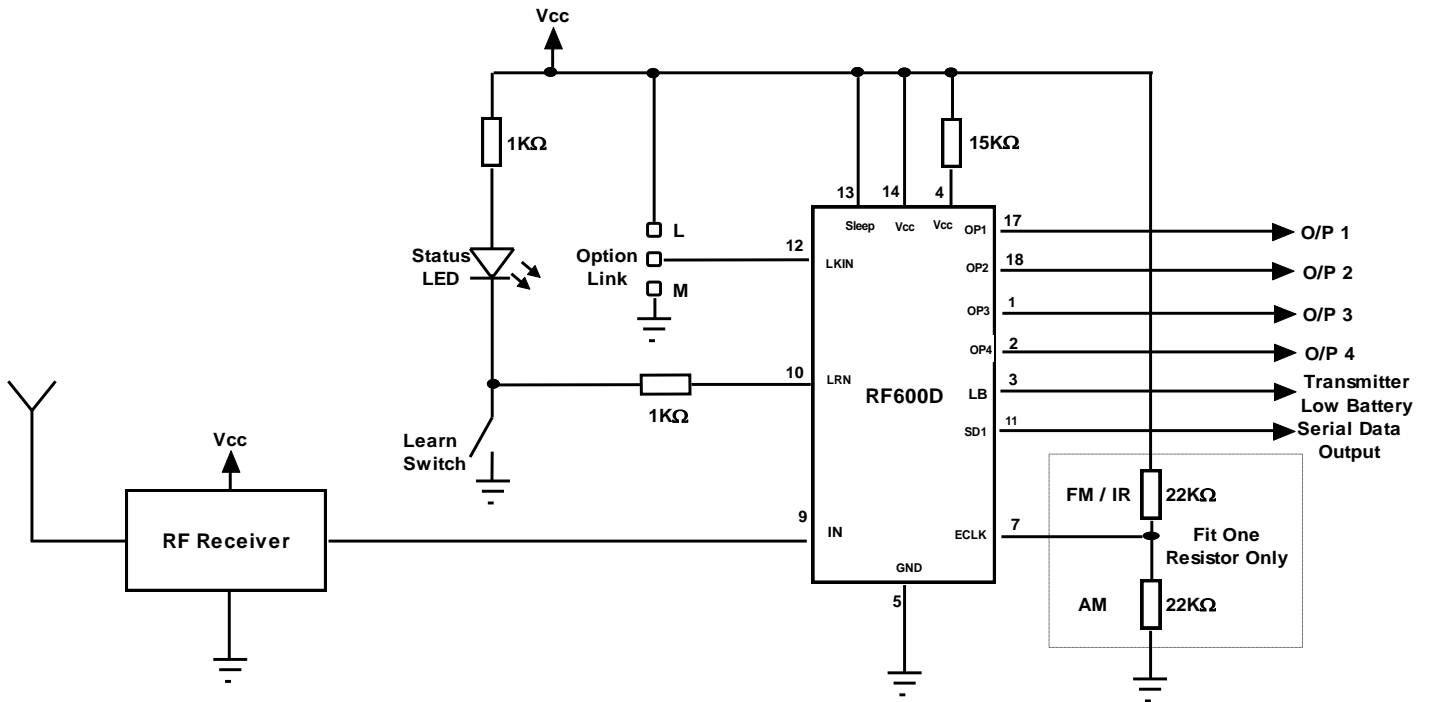 Vcc
1KΩ
15KΩ
13
14
4
Sleep
Vcc
Vcc
OP1
17
O/P 1
L
Status
LED
Option
Link
12
LKIN
OP2
18
O/P 2
M
OP3
1
O/P 3
OP4
2
O/P 4
10
LRN
1KΩ
RF600D
LB
3
Transmitter
Low Battery
SD1
11
Serial Data
Output
Learn
Switch
Vcc
RF Receiver
9
IN
FM / IR
22KΩ
ECLK
7
Fit One
Resistor Only
GND
5
AM
22KΩ